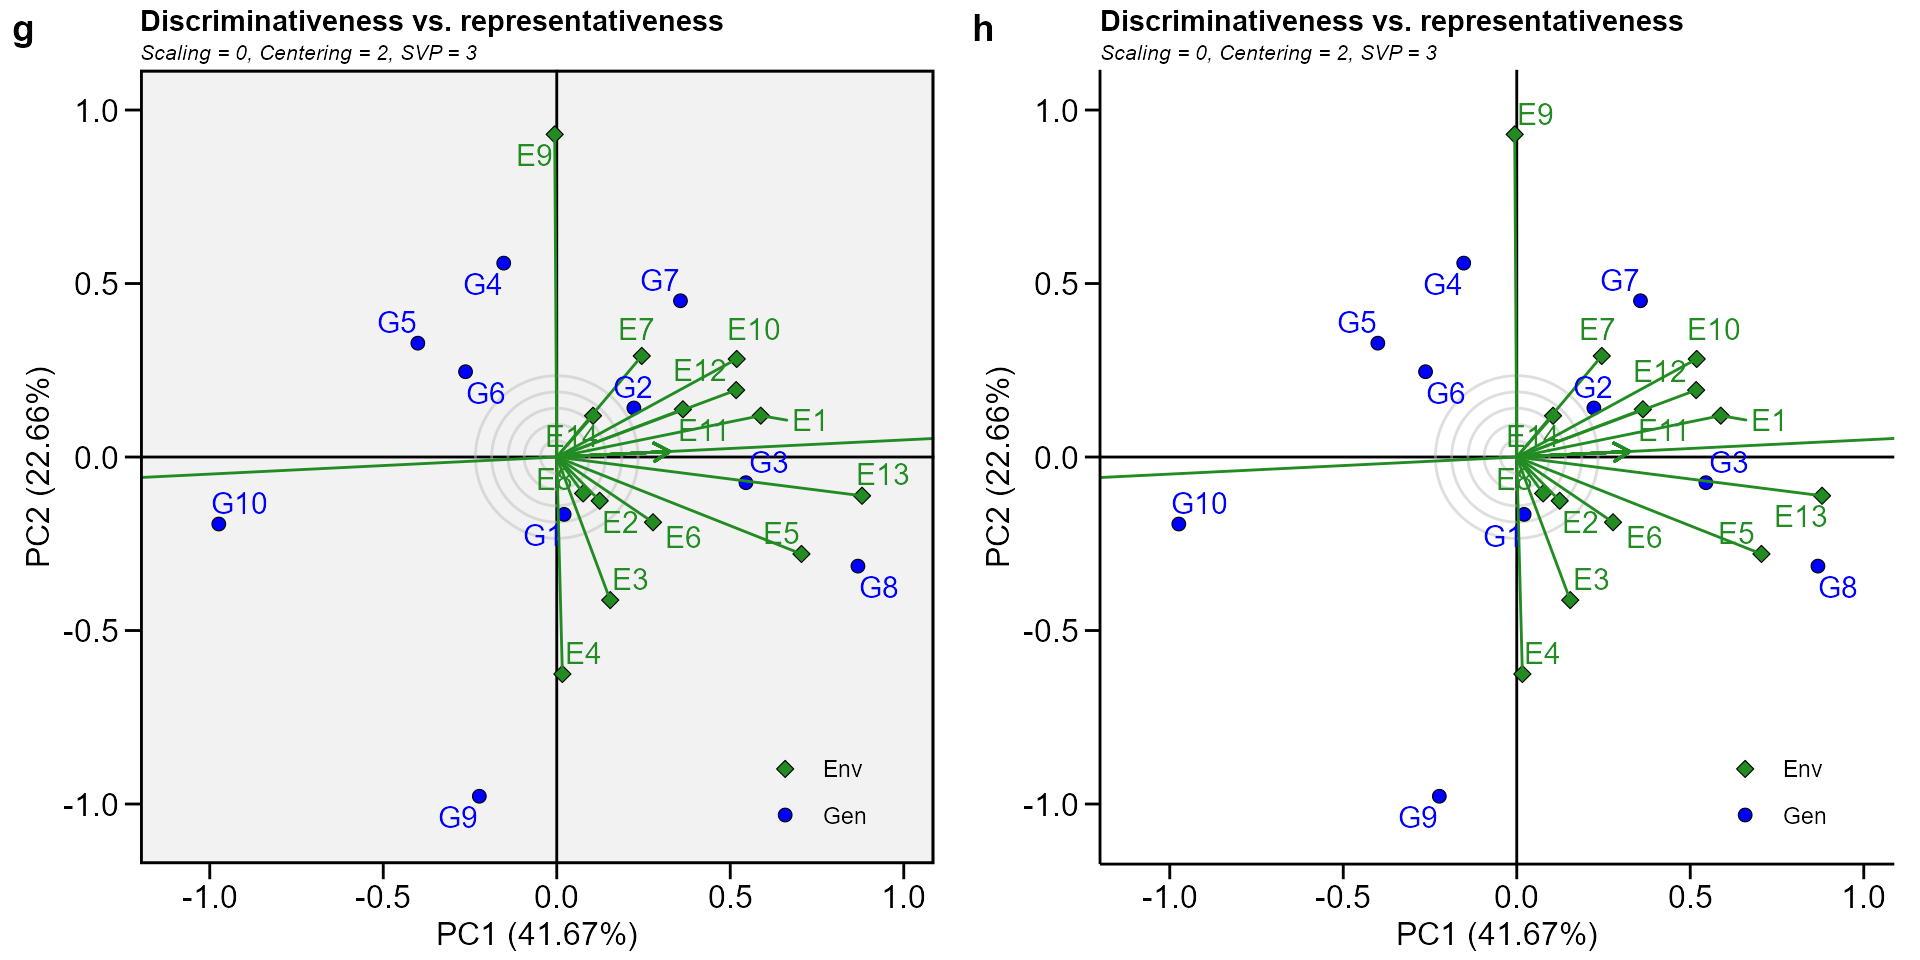 g
Discriminativeness vs. representativeness
Scaling = 0, Centering = 2, SVP = 3
1.0
0.5
0.0
-0.5
-1.0
PC2 (22.66%)
E9
G4
G7
G5
E7
E10
G6
E12
G2
E1
E14
E11
G3
E13
G10
G1
E2
E6
E5
G8
E3
E4
G9
Env
Gen
-1.0
-0.5
0.0
0.5
1.0
PC1 (41.67%)
h
Discriminativeness vs. representativeness
Scaling = 0, Centering = 2, SVP = 3
1.0
0.5
0.0
-0.5
-1.0
PC2 (22.66%)
E9
G4
G7
G5
E7
E10
G6
E12
G2
E1
E14
E11
G3
G10
E13
G1
E2
E6
E5
G8
E3
E4
G9
Env
Gen
-1.0
-0.5
0.0
0.5
1.0
PC1 (41.67%)